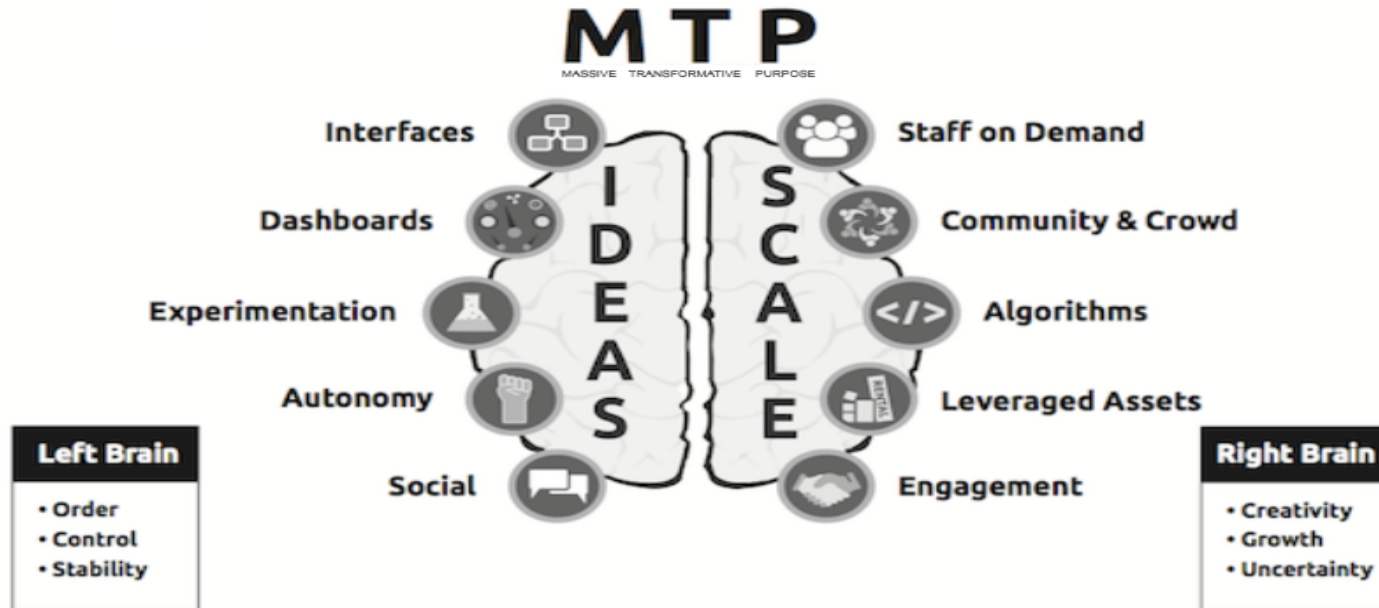 MTP
MASSIVE TRANSFORMATIVE PURPOSE
Interfaces
Dashboards
Experimentation
Autonomy
Social
IDEAS
SCALE
Staff on Demand
Community & Crowd
</>
Algorithms
RENTAL
Leveraged Assets
Engagement
Left Brain
• Order
• Control
• Stability
Right Brain
• Creativity
• Growth
• Uncertainty